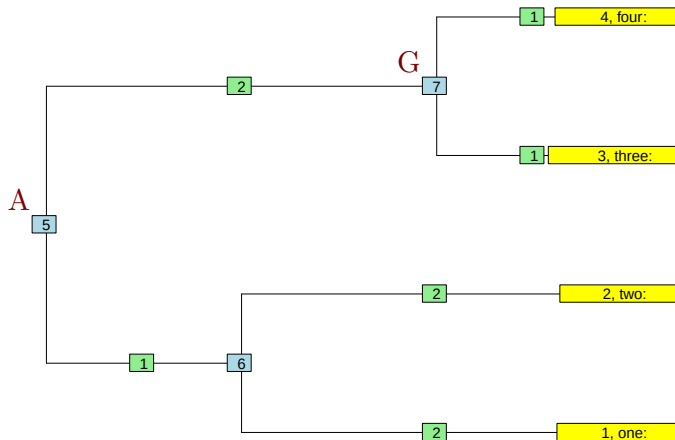 1 4, four:
G
2 7
1 3, three:
A
5
2 2, two:
1 6
2 1, one: